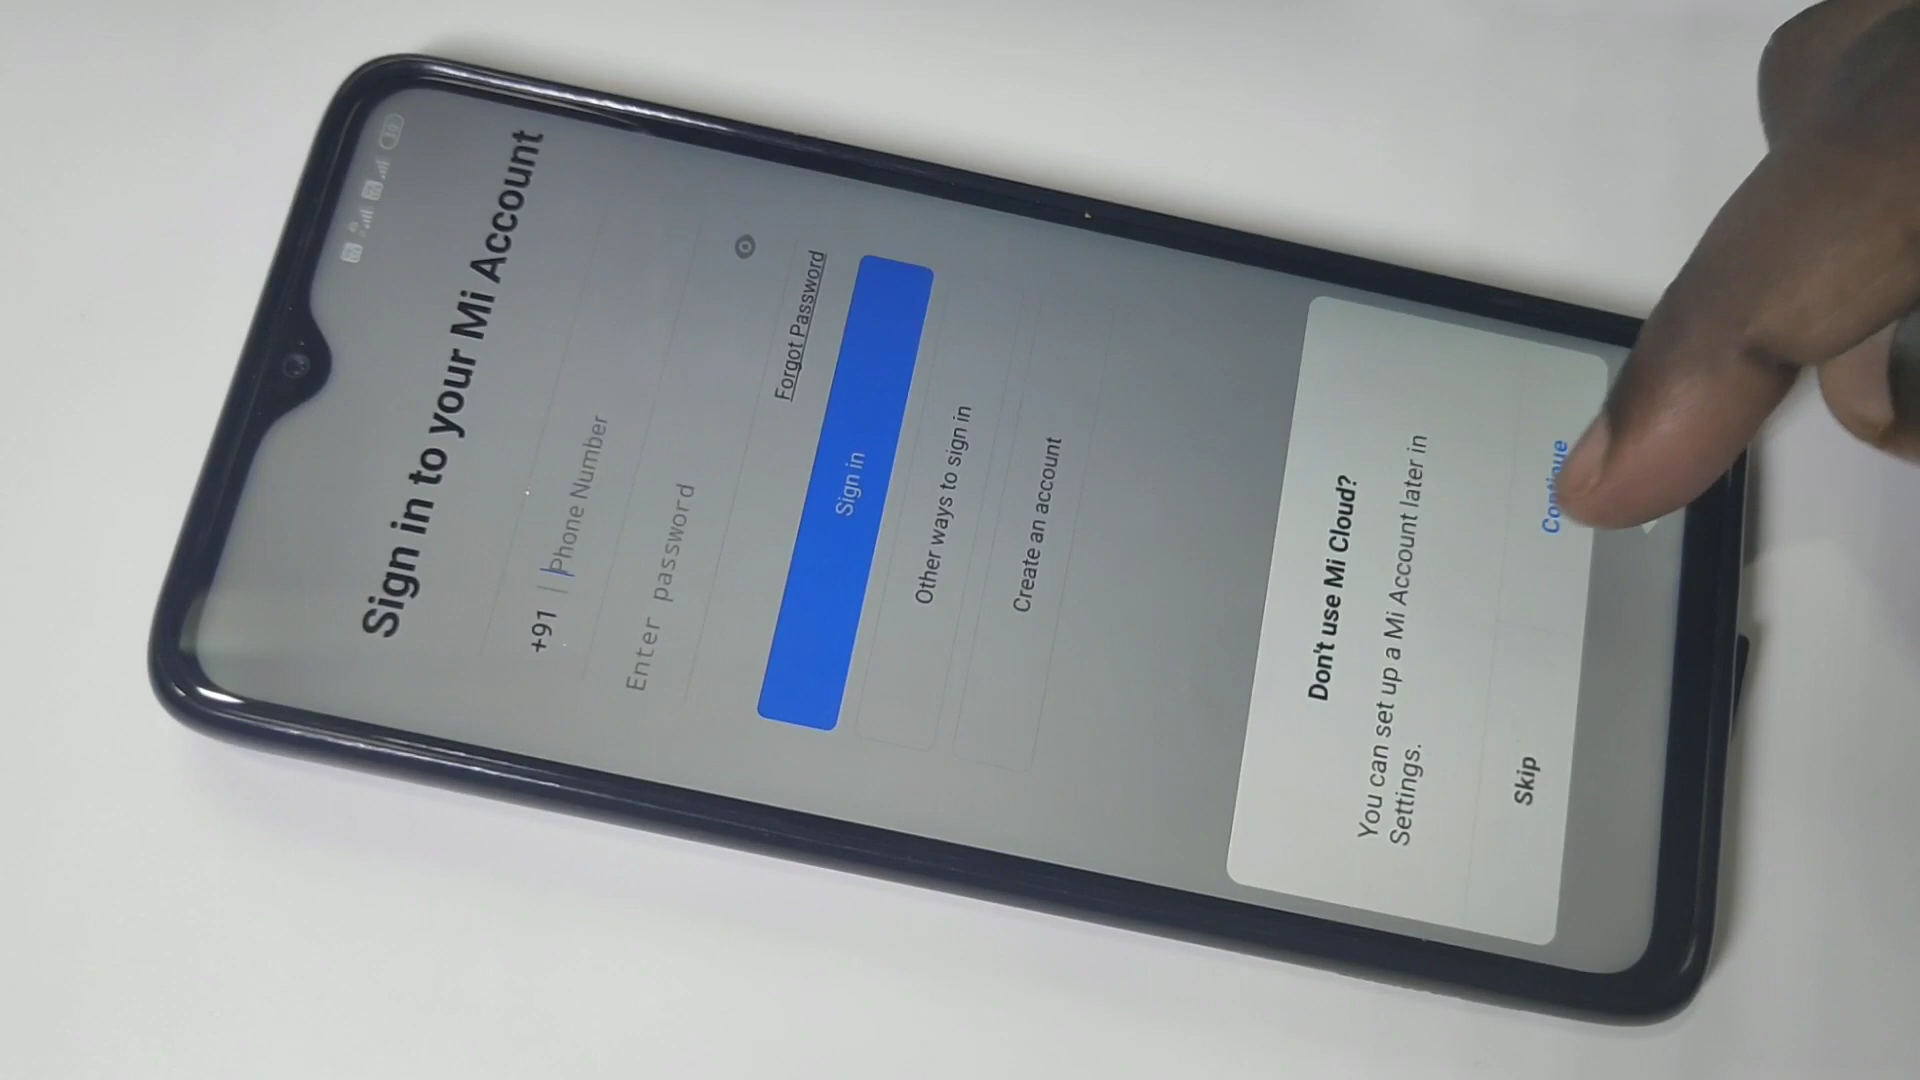 Sign in to your Mi Account
+91 | Phone Number
Enter password
Forgot Password
Sign in
Other ways to sign in
Create an account
Don't use Mi Cloud?
You can set up a Mi Account later in
Settings.
Skip
Continue